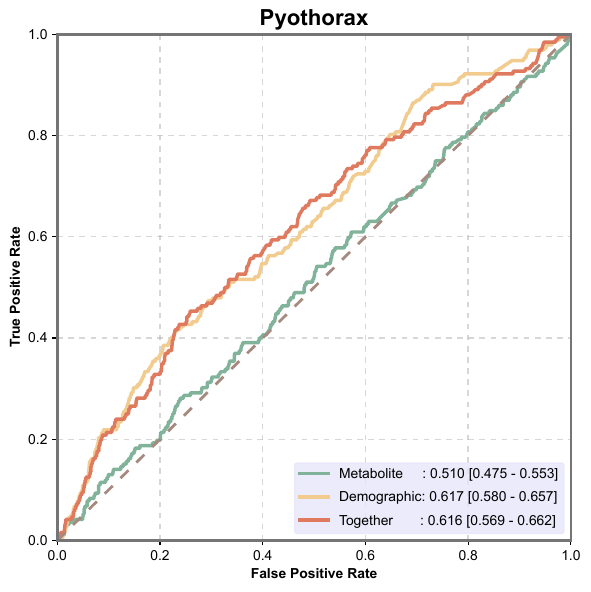 Pyothorax
True Positive Rate
1.0
0.8
0.6
0.4
0.2
0.0
Metabolite : 0.510 [0.475 - 0.553]
Demographic: 0.617 [0.580 - 0.657]
Together : 0.616 [0.569 - 0.662]
0.0 0.2 0.4 0.6 0.8 1.0
False Positive Rate